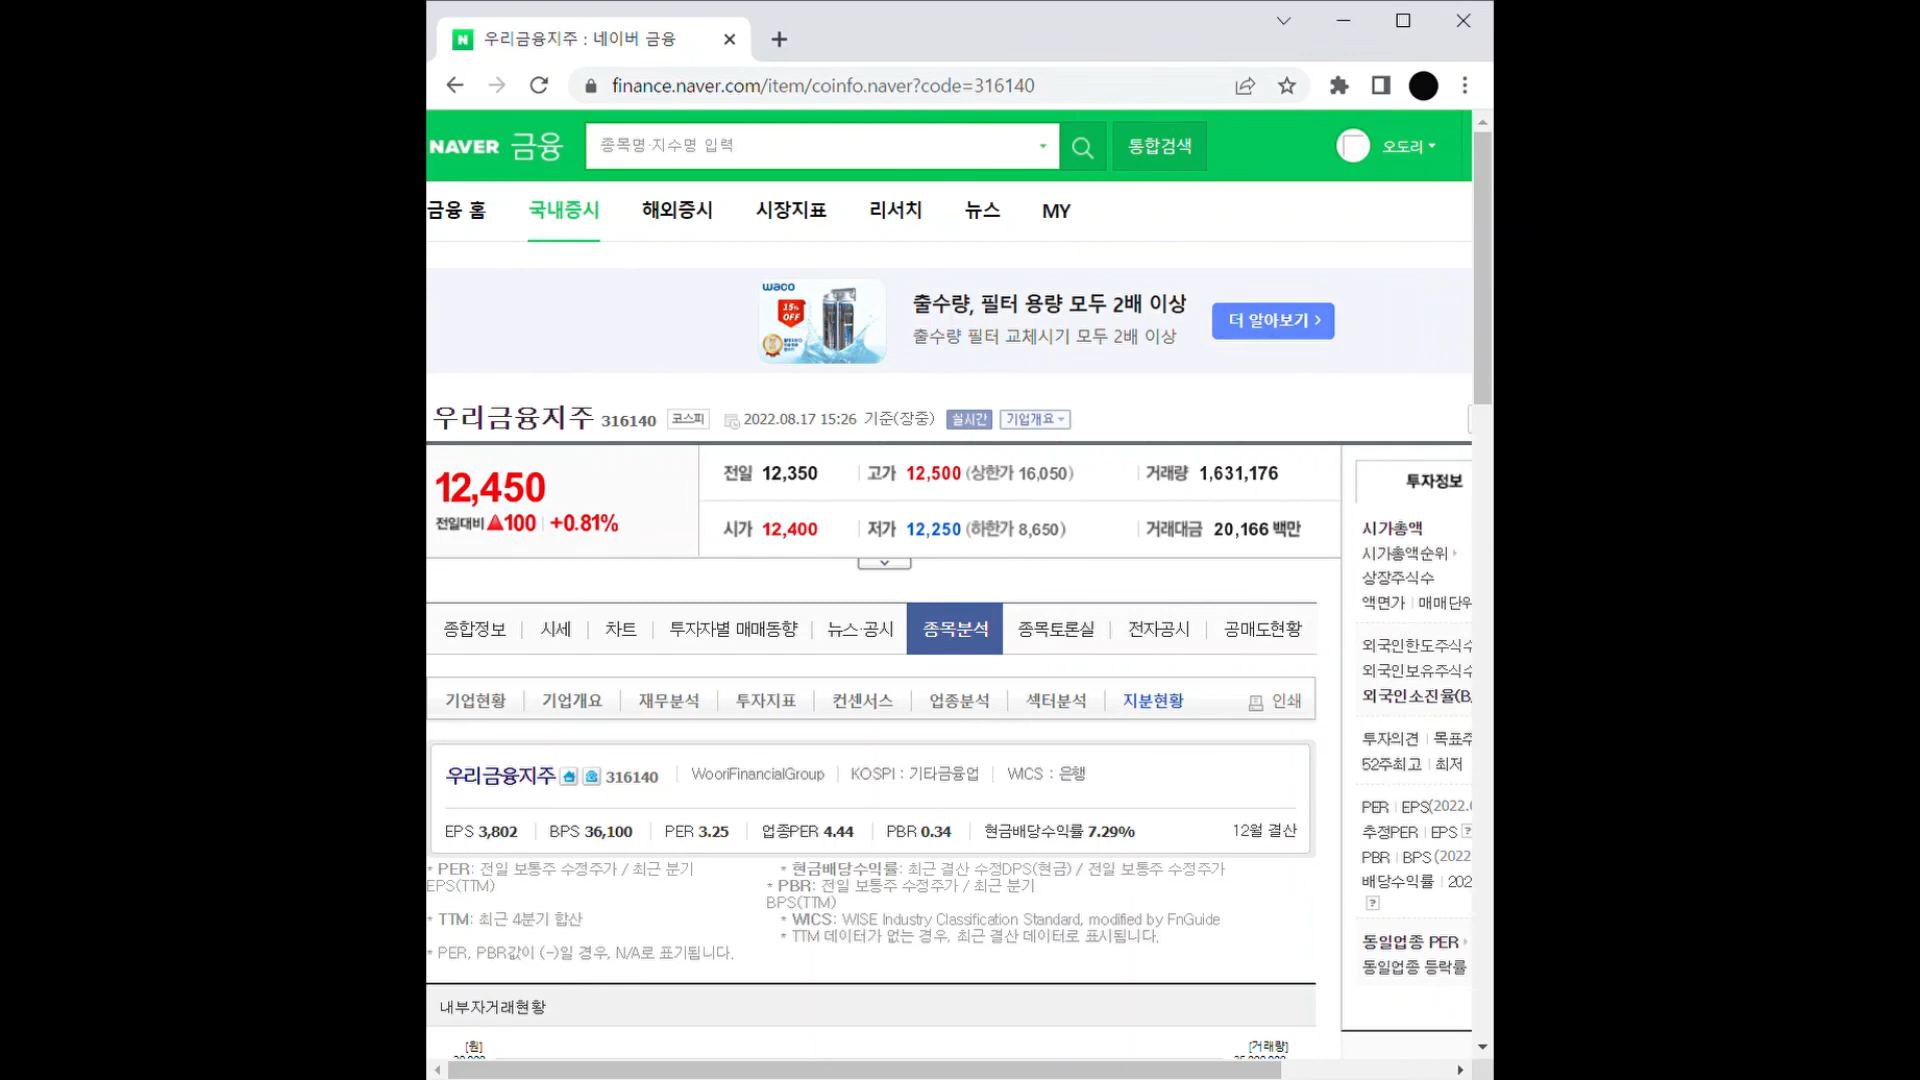 우리금융지주 : 네이버 금융
finance.naver.com/item/coinfo.naver?code=316140
NAVER 금융 종목명·지수명 입력 통합검색 오토리
금융 홈 국내증시 해외증시 시장지표 리서치 뉴스 MY
waco
15%
OFF
출수량, 필터 용량 모두 2배 이상
출수량 필터 교체시기 모두 2배 이상
더 알아보기
우리금융지주 316140 코스피 2022.08.17 15:26 기준(장중) 실시간 기업개요
12,450
전일대비 ▲100 +0.81%
전일 12,350 고가 12,500 (상한가 16,050) 거래량 1,631,176
시가 12,400 저가 12,250 (하한가 8,650) 거래대금 20,166 백만
투자정보
시가총액
시가총액순위
상장주식수
액면가 매매단위
외국인한도주식수
외국인보유주식수
외국인소진율(B
투자의견 목표주
52주최고 최저
PER EPS(2022.0
추정PER EPS ?
PBR BPS (2022
배당수익률 202
?
동일업종 PER
동일업종 등락률
종합정보 시세 차트 투자자별 매매동향 뉴스·공시 종목분석 종목토론실 전자공시 공매도현황
기업현황 기업개요 재무분석 투자지표 컨센서스 업종분석 섹터분석 지분현황 인쇄
우리금융지주 316140 WooriFinancialGroup KOSPI : 기타금융업 WICS : 은행
EPS 3,802 BPS 36,100 PER 3.25 업종PER 4.44 PBR 0.34 현금배당수익률 7.29% 12월 결산
* PER: 전일 보통주 수정주가 / 최근 분기
EPS(TTM)
* TTM: 최근 4분기 합산
* PER, PBR값이 (-)일 경우, N/A로 표기됩니다.
* 현금배당수익률: 최근 결산 수정DPS(현금) / 전일 보통주 수정주가
* PBR: 전일 보통주 수정주가 / 최근 분기
BPS(TTM)
* WICS: WISE Industry Classification Standard, modified by FnGuide
* TTM 데이터가 없는 경우, 최근 결산 데이터로 표시됩니다.
내부자거래현황
[원] [거래량]